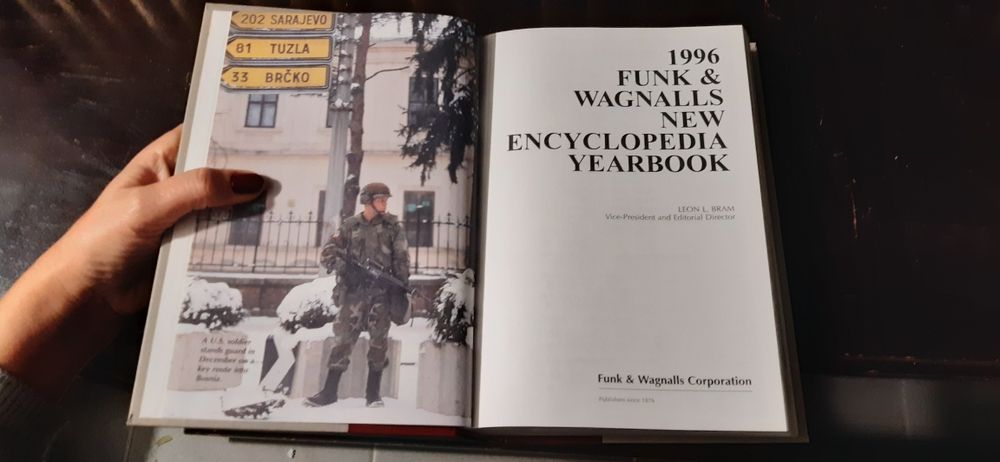 202 SARAJEVO
81 TUZLA
33 BRČKO
A U.S. soldier
stands guard in
December on a
key route into
Bosnia.
1996
FUNK &
WAGNALLS
NEW
ENCYCLOPEDIA
YEARBOOK
LEON L. BRAM
Vice-President and Editorial Director
Funk & Wagnalls Corporation
Publishers since 1876